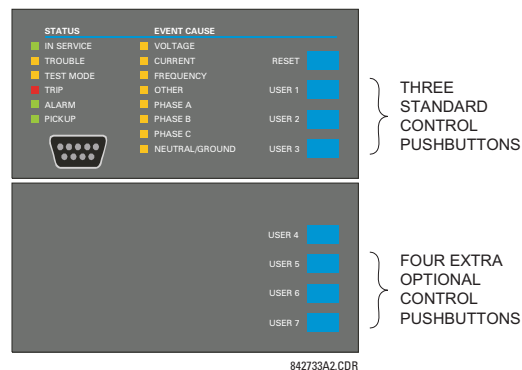 STATUS
IN SERVICE
TROUBLE
TEST MODE
TRIP
ALARM
PICKUP
EVENT CAUSE
VOLTAGE
CURRENT
FREQUENCY
OTHER
PHASE A
PHASE B
PHASE C
NEUTRAL/GROUND
RESET
USER 1
USER 2
USER 3
THREE
STANDARD
CONTROL
PUSHBUTTONS
USER 4
USER 5
USER 6
USER 7
FOUR EXTRA
OPTIONAL
CONTROL
PUSHBUTTONS
842733A2.CDR